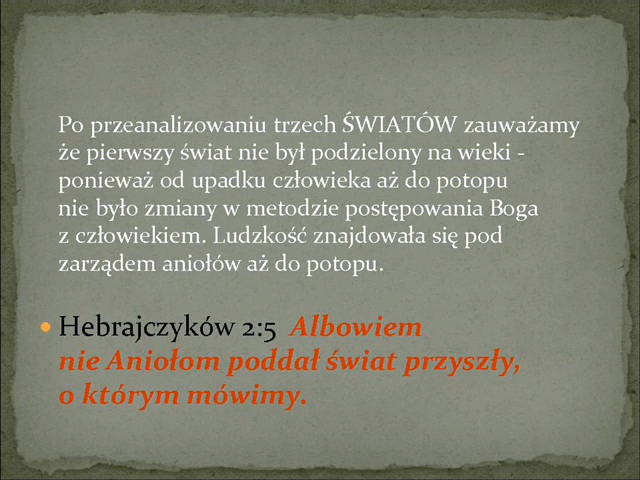 Po przeanalizowaniu trzech ŚWIATÓW zauważamy
że pierwszy świat nie był podzielony na wieki -
ponieważ od upadku człowieka aż do potopu
nie było zmiany w metodzie postępowania Boga
z człowiekiem. Ludzkość znajdowała się pod
zarządem aniołów aż do potopu.
• Hebrajczyków 2:5 Albowiem
nie Aniołom poddał świat przyszły,
o którym mówimy.